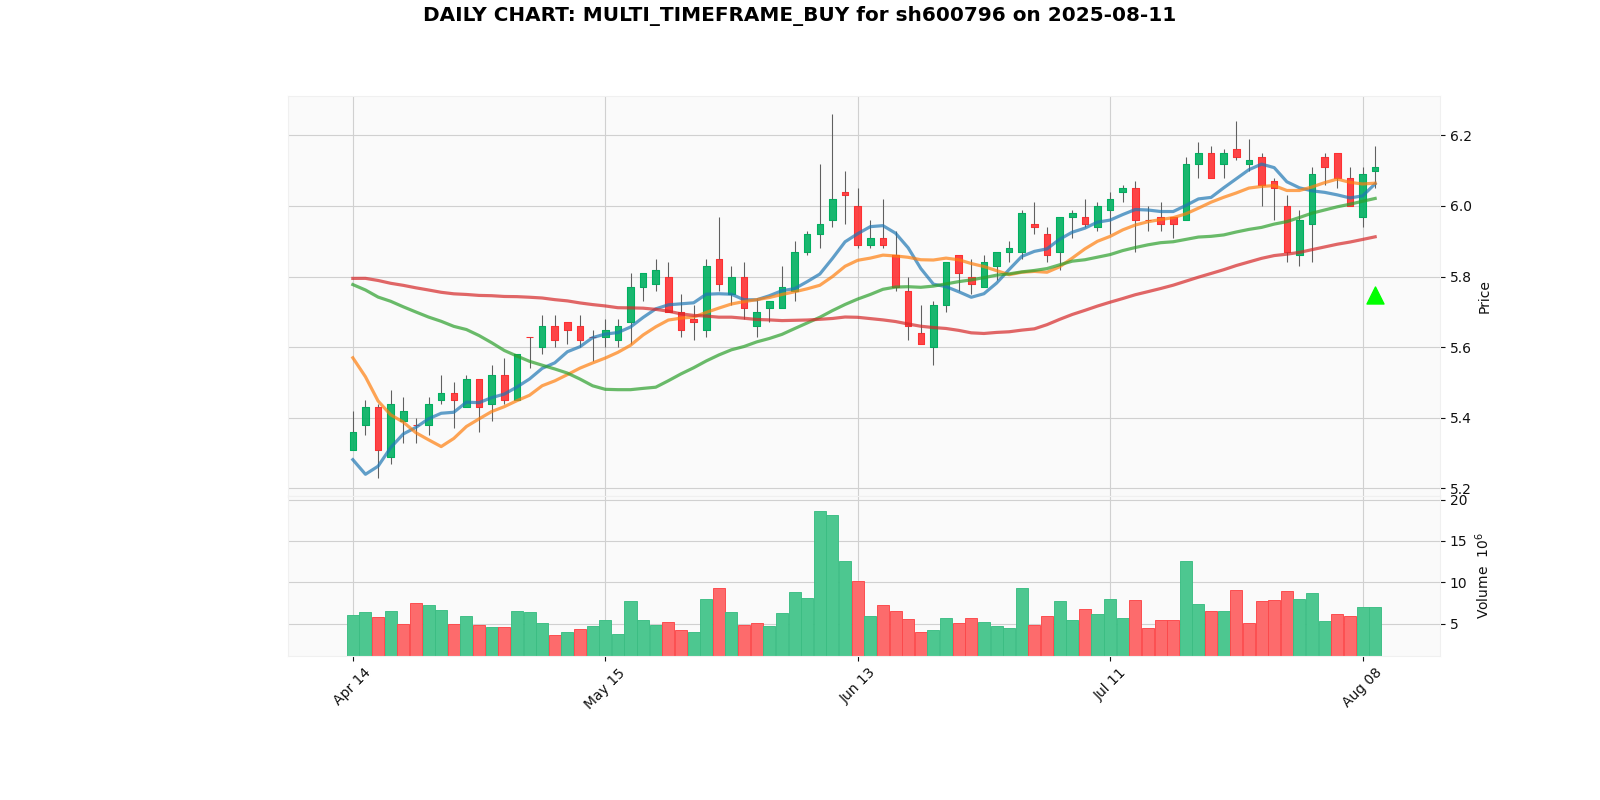 DAILY CHART: MULTI_TIMEFRAME_BUY for sh600796 on 2025-08-11
6.2
6.0
5.8
5.6
5.4
5.2
Price
20
15
10
5
Volume 10^6
Apr 14
May 15
Jun 13
Jul 11
Aug 08